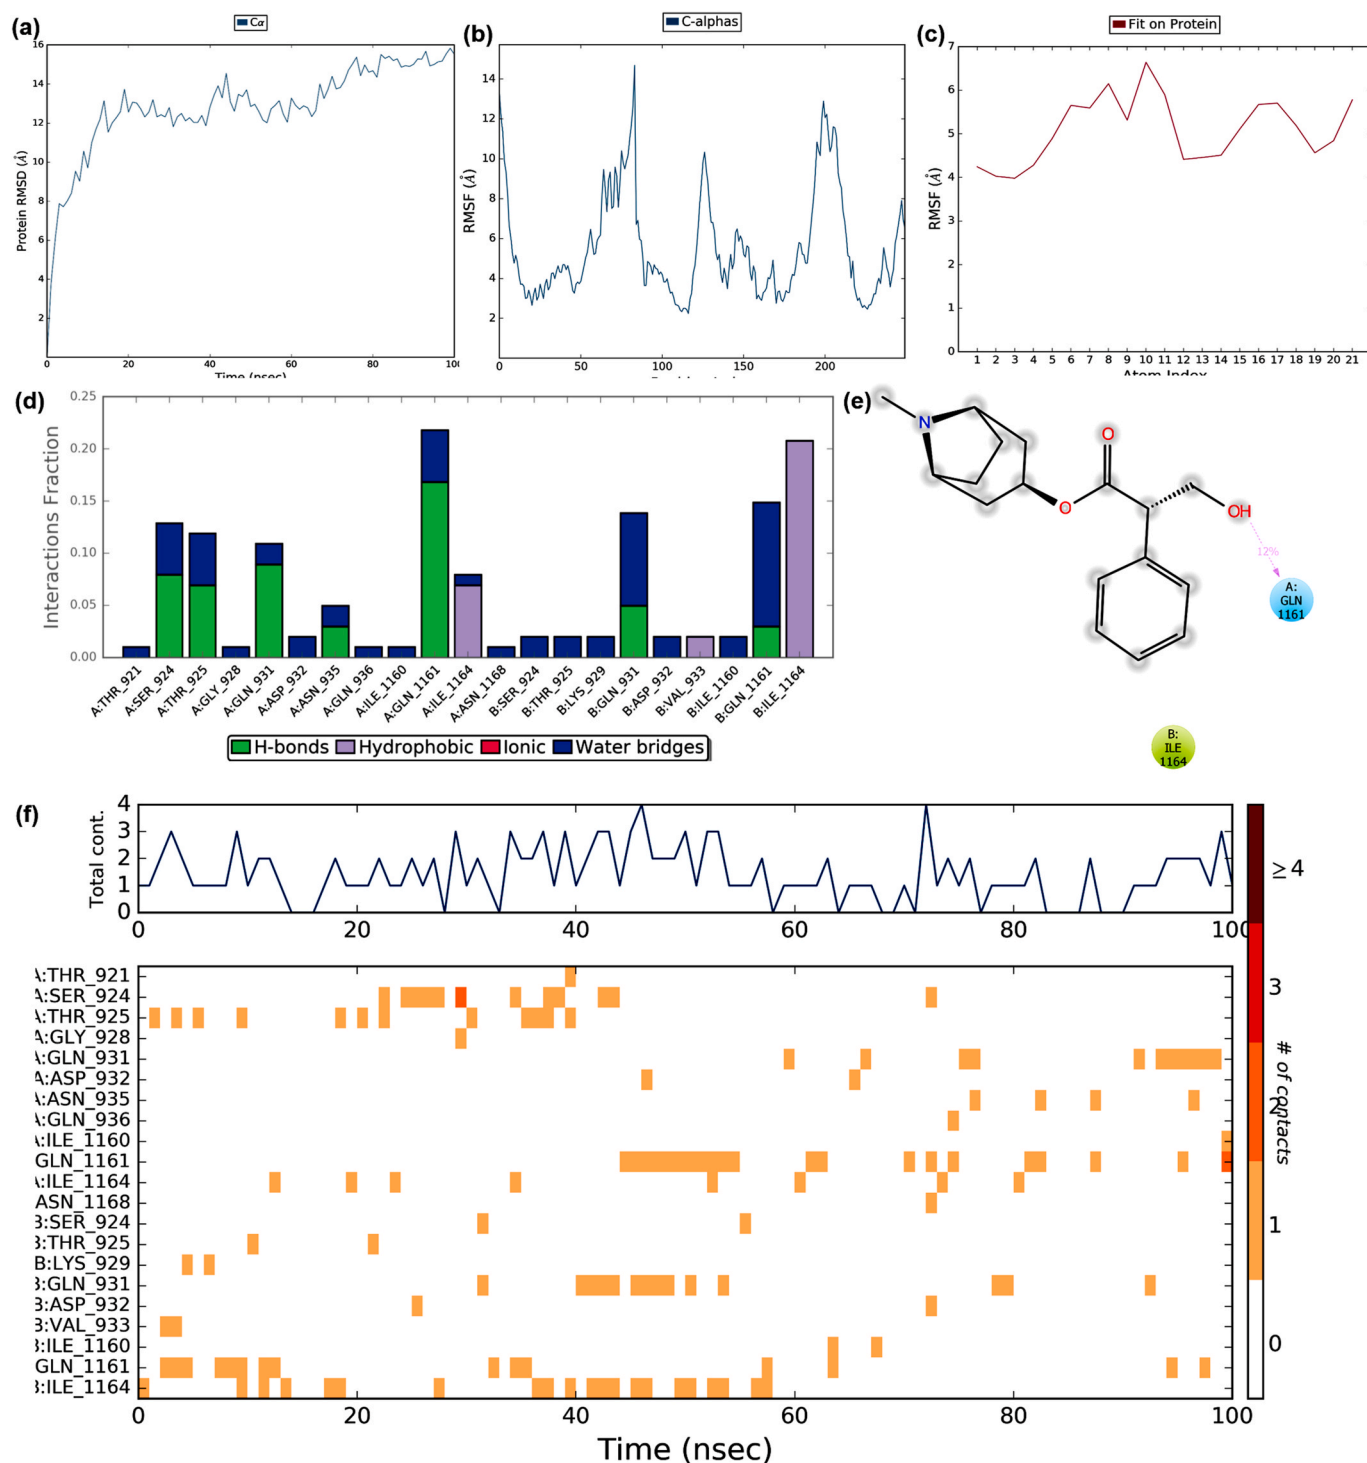 (a)
Cα
Protein RMSD (Å)
16
14
12
10
8
6
4
2
0
0 20 40 60 80 100
Time (nsec)
(b)
C-alphas
RMSF (Å)
14
12
10
8
6
4
2
0 50 100 150 200
(c)
Fit on Protein
RMSF (Å)
7
6
5
4
3
2
1
0
1 2 3 4 5 6 7 8 9 10 11 12 13 14 15 16 17 18 19 20 21
Atom Index
(d)
Interactions Fraction
0.25
0.20
0.15
0.10
0.05
0.00
A:THR_921
A:SER_924
A:THR_925
A:GLY_928
A:GLN_931
A:ASP_932
A:ASN_935
A:GLN_936
A:ILE_1160
A:GLN_1161
A:ILE_1164
A:ASN_1168
B:SER_924
B:THR_925
B:LYS_929
B:GLN_931
B:ASP_932
B:VAL_933
B:ILE_1160
B:GLN_1161
B:ILE_1164
H-bonds Hydrophobic Ionic Water bridges
(e)
N
O
O
OH
12%
A:
GLN
1161
B:
ILE
1164
(f)
Total cont.
4
3
2
1
0
0 20 40 60 80 100
A:THR_921
A:SER_924
A:THR_925
A:GLY_928
A:GLN_931
A:ASP_932
A:ASN_935
A:GLN_936
A:ILE_1160
GLN_1161
A:ILE_1164
ASN_1168
B:SER_924
B:THR_925
B:LYS_929
B:GLN_931
B:ASP_932
B:VAL_933
B:ILE_1160
GLN_1161
B:ILE_1164
0 20 40 60 80 100
Time (nsec)
≥4
3
2
1
0
# of contacts